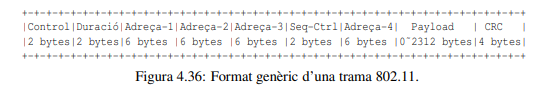 +-+-+-+-+-+-+-+-+-+-+-+-+-+-+-+-+-+-+-+-+-+-+-+-+-+-+-+-+-+-+-+-+-+-+-+-+
|Control|Duració|Adreça-1|Adreça-2|Adreça-3|Seq-Ctrl|Adreça-4| Payload | CRC |
|2 bytes|2 bytes|6 bytes |6 bytes |6 bytes |2 bytes |6 bytes |0~2312 bytes|4 bytes|
+-+-+-+-+-+-+-+-+-+-+-+-+-+-+-+-+-+-+-+-+-+-+-+-+-+-+-+-+-+-+-+-+-+-+-+-+
Figura 4.36: Format genèric d'una trama 802.11.